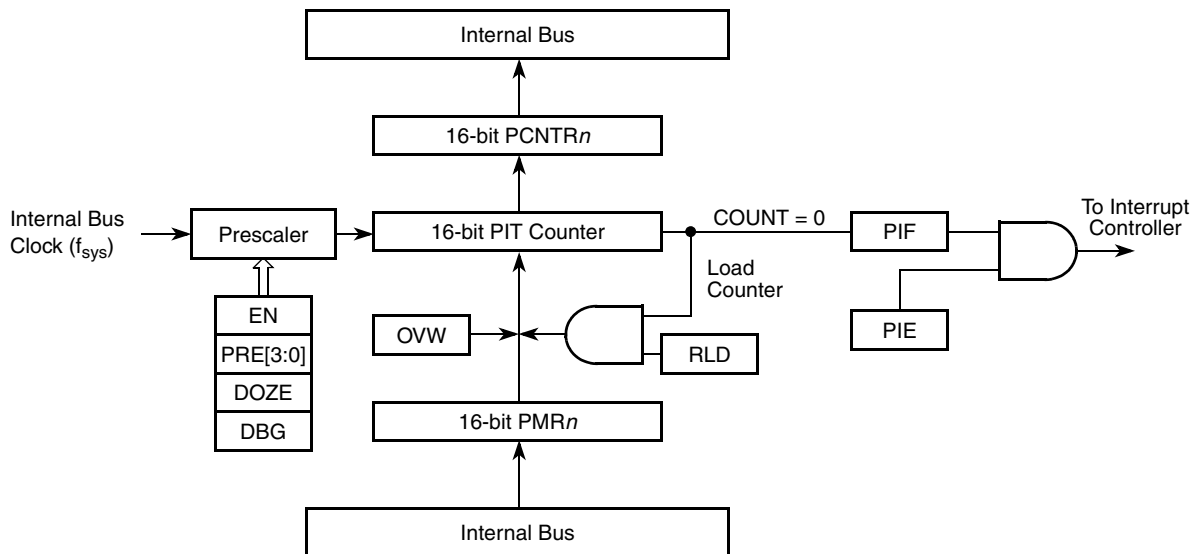 Internal Bus
16-bit PCNTRn
Internal Bus
Clock (fsys)
Prescaler
16-bit PIT Counter
COUNT = 0
PIF
To Interrupt
Controller
Load
Counter
EN
PRE[3:0]
DOZE
DBG
OVW
RLD
PIE
16-bit PMRn
Internal Bus